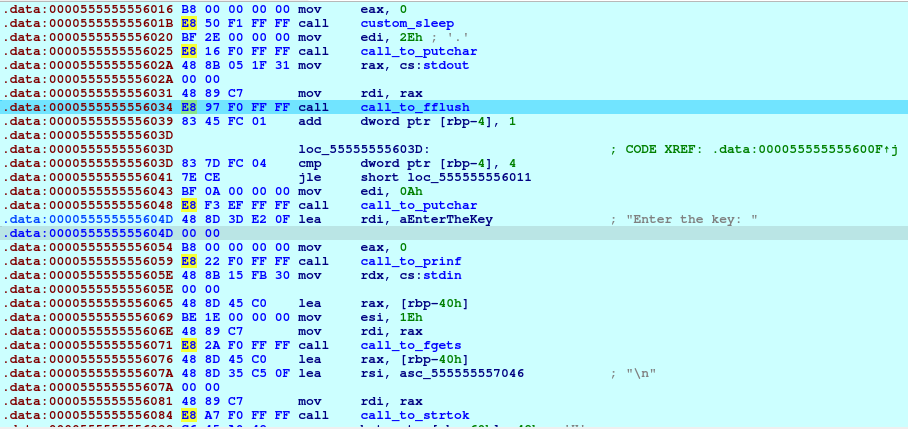 .data:0000555555556016 B8 00 00 00 00 mov eax, 0
.data:000055555555601B E8 50 F1 FF FF call custom_sleep
.data:0000555555556020 BF 2E 00 00 00 mov edi, 2Eh ; '.'
.data:0000555555556025 E8 16 F0 FF FF call call_to_putchar
.data:000055555555602A 48 8B 05 1F 31 mov rax, cs:stdout
.data:000055555555602A 00 00
.data:0000555555556031 48 89 C7 mov rdi, rax
.data:0000555555556034 E8 97 F0 FF FF call call_to_fflush
.data:0000555555556039 83 45 FC 01 add dword ptr [rbp-4], 1
.data:000055555555603D
.data:000055555555603D loc_55555555603D: ; CODE XREF: .data:000055555555600F↑j
.data:000055555555603D 83 7D FC 04 cmp dword ptr [rbp-4], 4
.data:0000555555556041 7E CE jle short loc_555555556011
.data:0000555555556043 BF 0A 00 00 00 mov edi, 0Ah
.data:0000555555556048 E8 F3 EF FF FF call call_to_putchar
.data:000055555555604D 48 8D 3D E2 0F lea rdi, aEnterTheKey ; "Enter the key: "
.data:000055555555604D 00 00
.data:0000555555556054 B8 00 00 00 00 mov eax, 0
.data:0000555555556059 E8 22 F0 FF FF call call_to_prinf
.data:000055555555605E 48 8B 15 FB 30 mov rdx, cs:stdin
.data:000055555555605E 00 00
.data:0000555555556065 48 8D 45 C0 lea rax, [rbp-40h]
.data:0000555555556069 BE 1E 00 00 00 mov esi, 1Eh
.data:000055555555606E 48 89 C7 mov rdi, rax
.data:0000555555556071 E8 2A F0 FF FF call call_to_fgets
.data:0000555555556076 48 8D 45 C0 lea rax, [rbp-40h]
.data:000055555555607A 48 8D 35 C5 0F lea rsi, asc_555555557046 ; "\n"
.data:000055555555607A 00 00
.data:0000555555556081 48 89 C7 mov rdi, rax
.data:0000555555556084 E8 A7 F0 FF FF call call_to_strtok